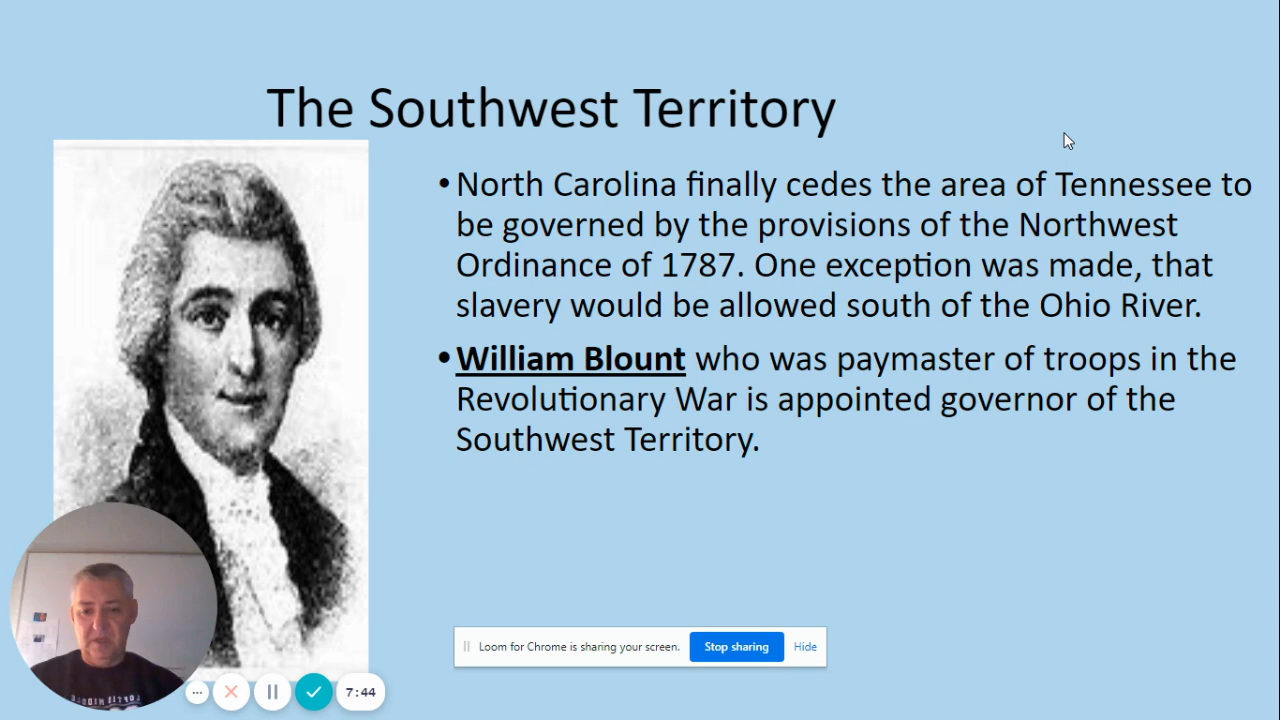 The Southwest Territory
•North Carolina finally cedes the area of Tennessee to
be governed by the provisions of the Northwest
Ordinance of 1787. One exception was made, that
slavery would be allowed south of the Ohio River.
•William Blount who was paymaster of troops in the
Revolutionary War is appointed governor of the
Southwest Territory.
Loom for Chrome is sharing your screen. Stop sharing Hide
7:44